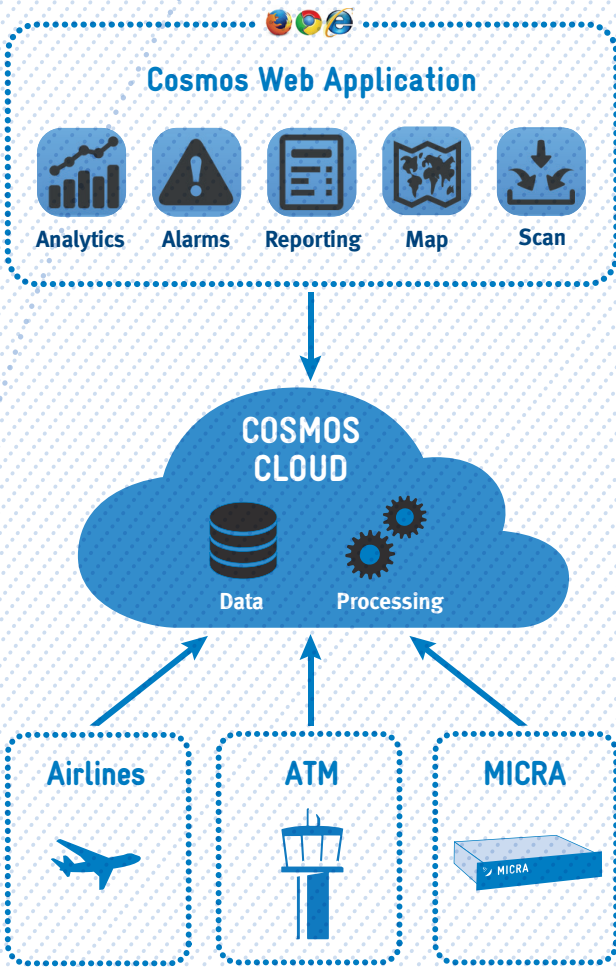 Cosmos Web Application
Analytics Alarms Reporting Map Scan
COSMOS
CLOUD
Data Processing
Airlines ATM MICRA
MICRA